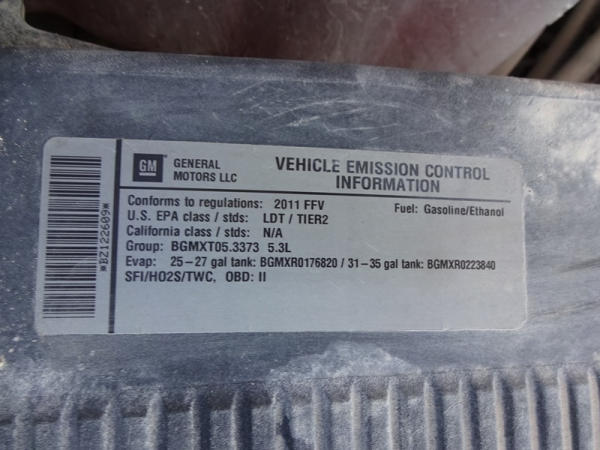 *BZ122609*
GM
GENERAL
MOTORS LLC
VEHICLE EMISSION CONTROL
INFORMATION
Conforms to regulations: 2011 FFV
Fuel: Gasoline/Ethanol
U.S. EPA class / stds: LDT / TIER2
California class / stds: N/A
Group: BGMXT05.3373 5.3L
Evap: 25-27 gal tank: BGMXR0176820 / 31-35 gal tank: BGMXR0223840
SFI/HO2S/TWC, OBD: II